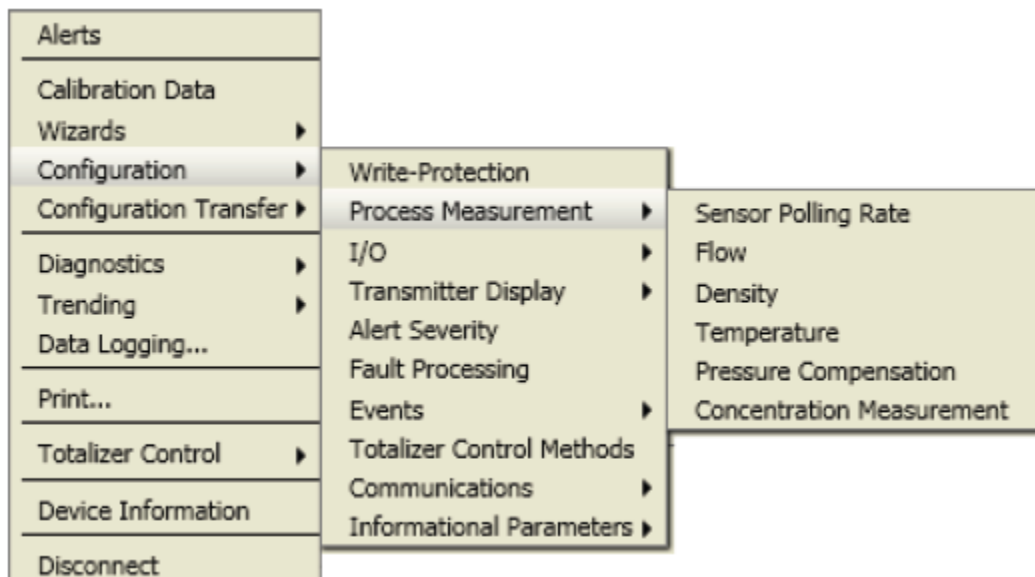 Alerts
Calibration Data
Wizards
Configuration
Configuration Transfer
Diagnostics
Trending
Data Logging...
Print...
Totalizer Control
Device Information
Disconnect
Write-Protection
Process Measurement
I/O
Transmitter Display
Alert Severity
Fault Processing
Events
Totalizer Control Methods
Communications
Informational Parameters
Sensor Polling Rate
Flow
Density
Temperature
Pressure Compensation
Concentration Measurement